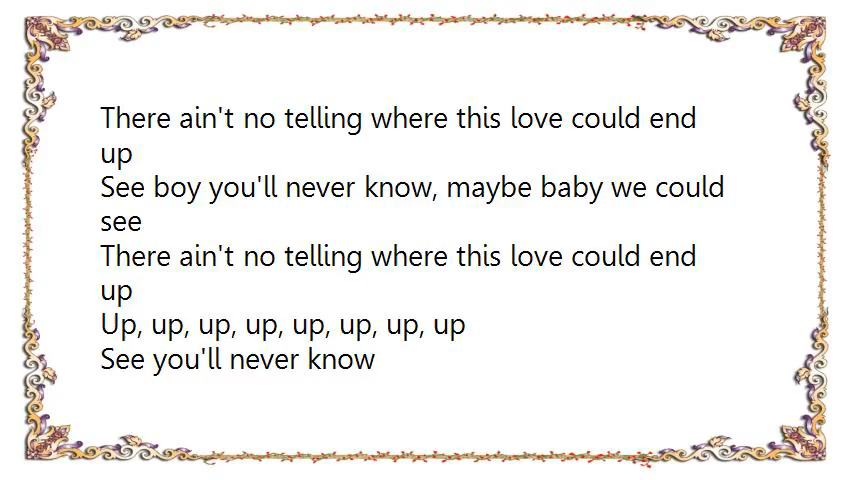 There ain't no telling where this love could end
up
See boy you'll never know, maybe baby we could
see
There ain't no telling where this love could end
up
Up, up, up, up, up, up, up, up
See you'll never know